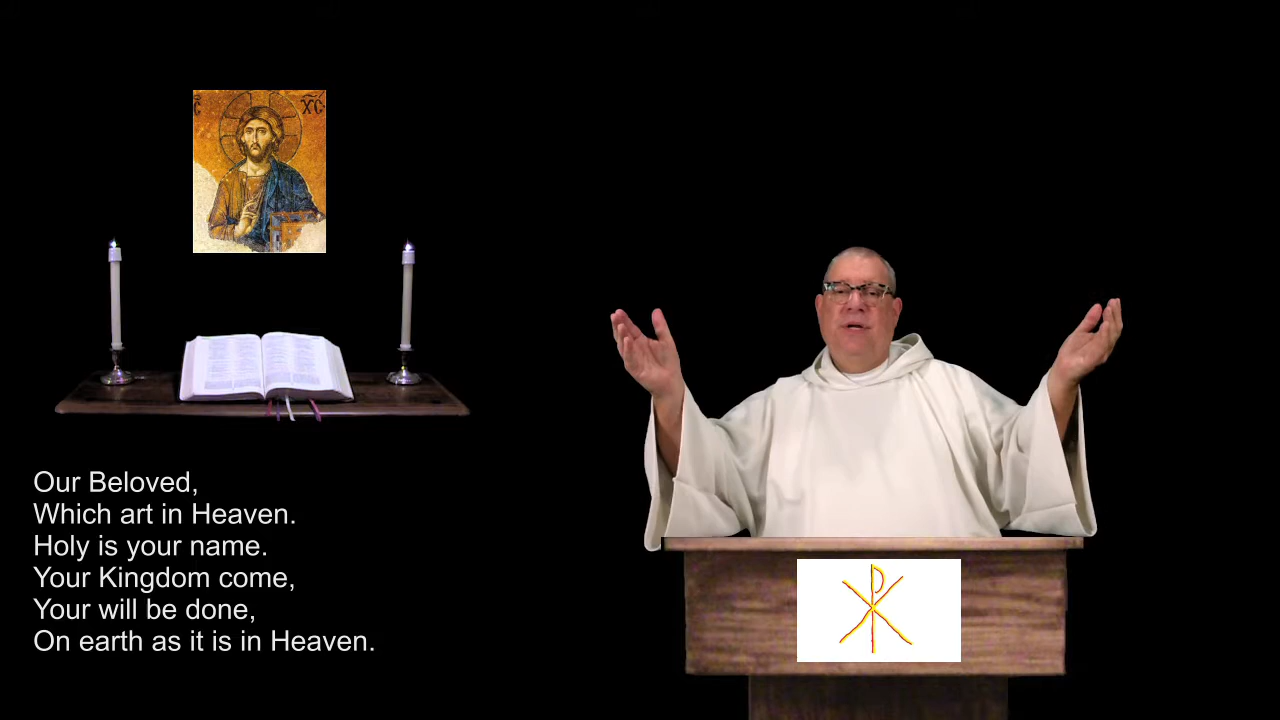 C XC
Our Beloved,
Which art in Heaven.
Holy is your name.
Your Kingdom come,
Your will be done,
On earth as it is in Heaven.